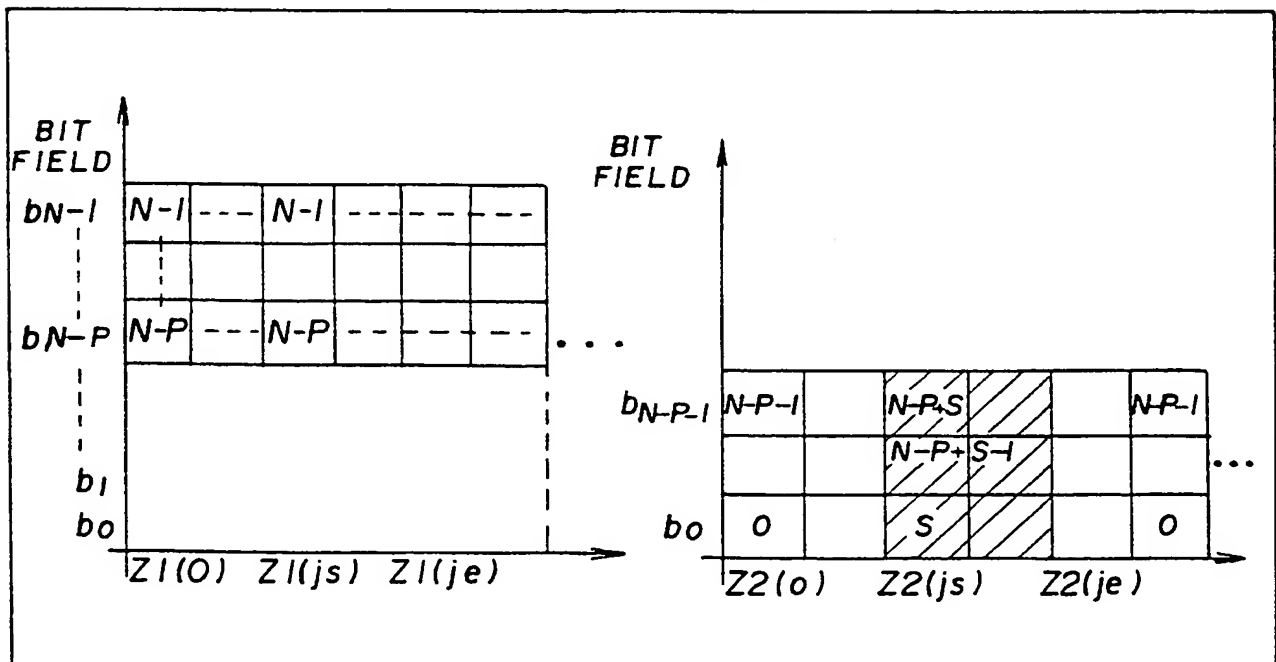 BIT
FIELD
bN-1 N-1 ---- N-1 ----
bN-P N-P --- N-P ---- ...
b1
b0
Z1(0) Z1(js) Z1(je)
BIT
FIELD
bN-P-1 N-P-1 N-P+S N-P-1
N-P+S-1 ...
b0 0 S 0
Z2(0) Z2(js) Z2(je)